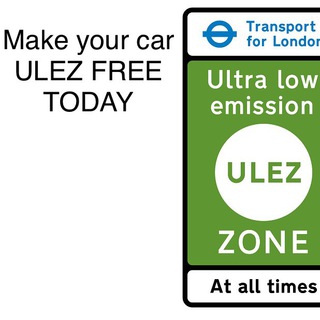 Make your car
ULEZ FREE
TODAY
Transport
for London
Ultra low
emission
ULEZ
ZONE
At all times